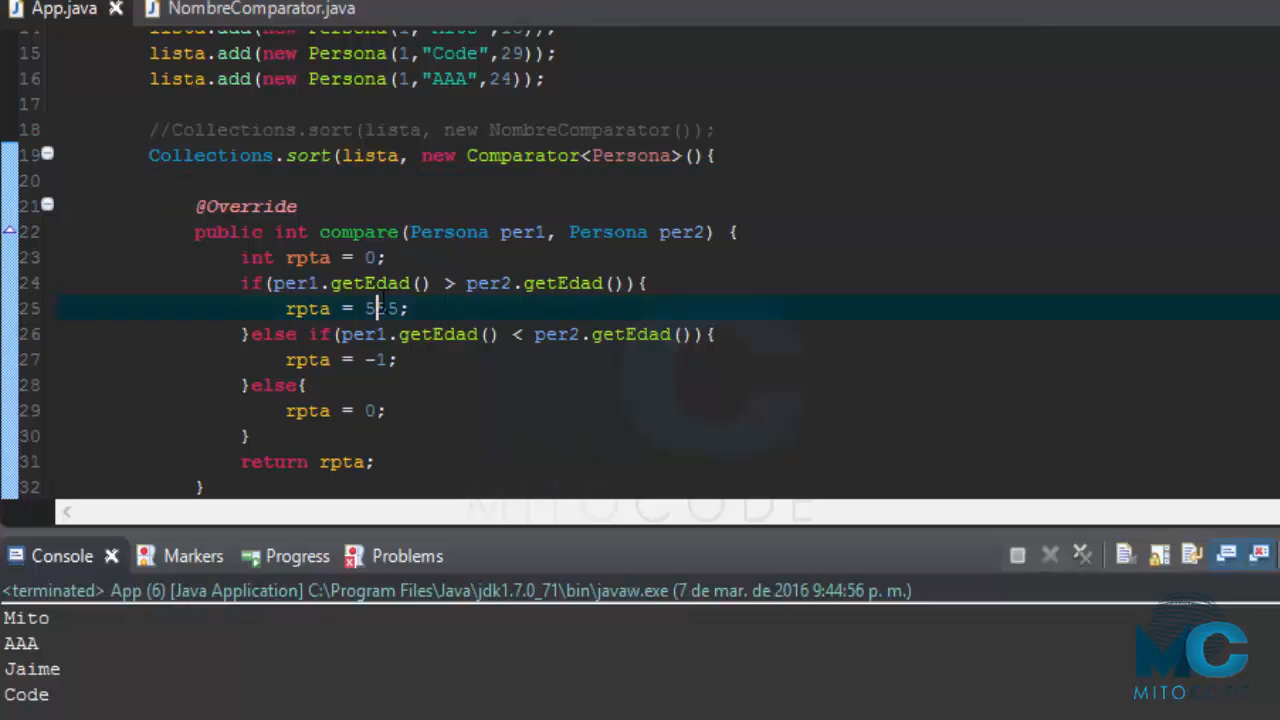 App.java NombreComparator.java
15 lista.add(new Persona(1,"Code",29));
16 lista.add(new Persona(1,"AAA",24));
17
18 //Collections.sort(lista, new NombreComparator());
19 Collections.sort(lista, new Comparator<Persona>(){
20
21 @Override
22 public int compare(Persona per1, Persona per2) {
23 int rpta = 0;
24 if(per1.getEdad() > per2.getEdad()){
25 rpta = 555;
26 }else if(per1.getEdad() < per2.getEdad()){
27 rpta = -1;
28 }else{
29 rpta = 0;
30 }
31 return rpta;
32 }
MITOCODE
Console Markers Progress Problems
<terminated> App (6) [Java Application] C:\Program Files\Java\jdk1.7.0_71\bin\javaw.exe (7 de mar. de 2016 9:44:56 p. m.)
Mito
AAA
Jaime
Code
MC
MITOCODE